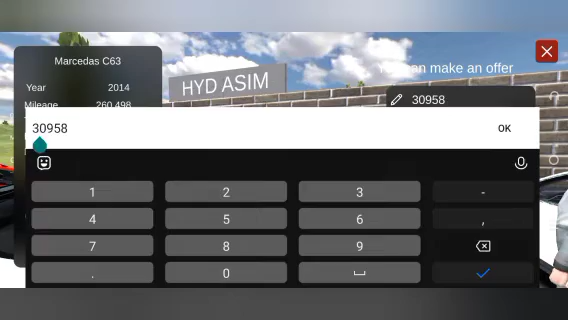 Marcedas C63
Year 2014
Mileage 260,498
HYD ASIM
can make an offer
30958
30958
OK
1 2 3 -
4 5 6 ,
7 8 9
. 0